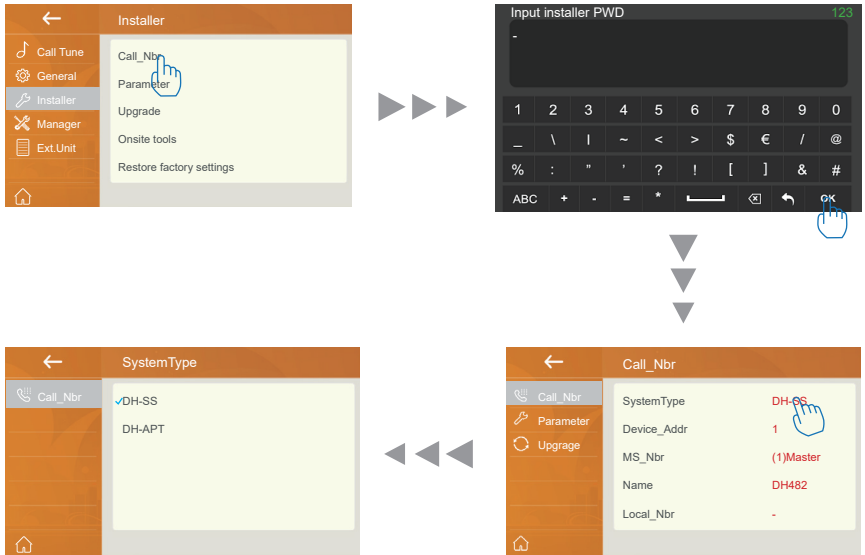 Installer
Call Tune
General
Installer
Manager
Ext.Unit
Call_Nbr
Parameter
Upgrade
Onsite tools
Restore factory settings
Input installer PWD 123
-
1 2 3 4 5 6 7 8 9 0
_ \ | ~ < > $ € / @
% : " ' ? ! [ ] & #
ABC + - = * OK
SystemType
Call_Nbr
DH-SS
DH-APT
Call_Nbr
Call_Nbr
Parameter
Upgrage
SystemType DH-SS
Device_Addr 1
MS_Nbr (1)Master
Name DH482
Local_Nbr -